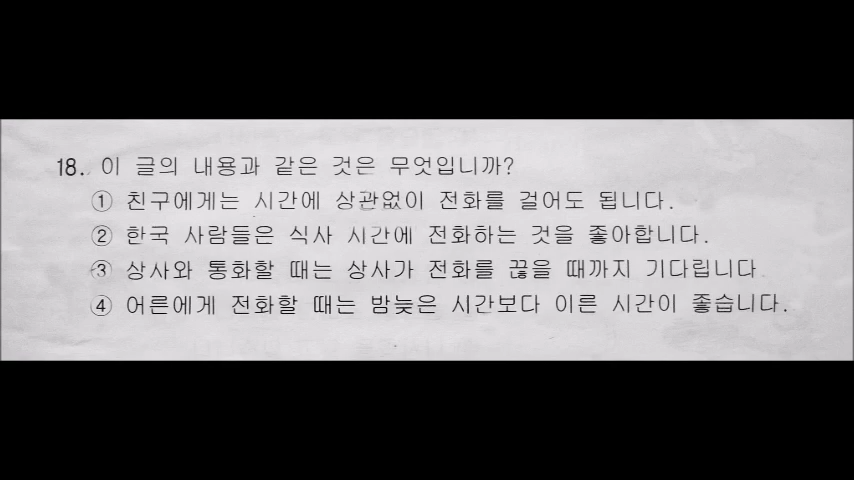 18. 이 글의 내용과 같은 것은 무엇입니까?
① 친구에게는 시간에 상관없이 전화를 걸어도 됩니다.
② 한국 사람들은 식사 시간에 전화하는 것을 좋아합니다.
③ 상사와 통화할 때는 상사가 전화를 끊을 때까지 기다립니다.
④ 어른에게 전화할 때는 밤늦은 시간보다 이른 시간이 좋습니다.